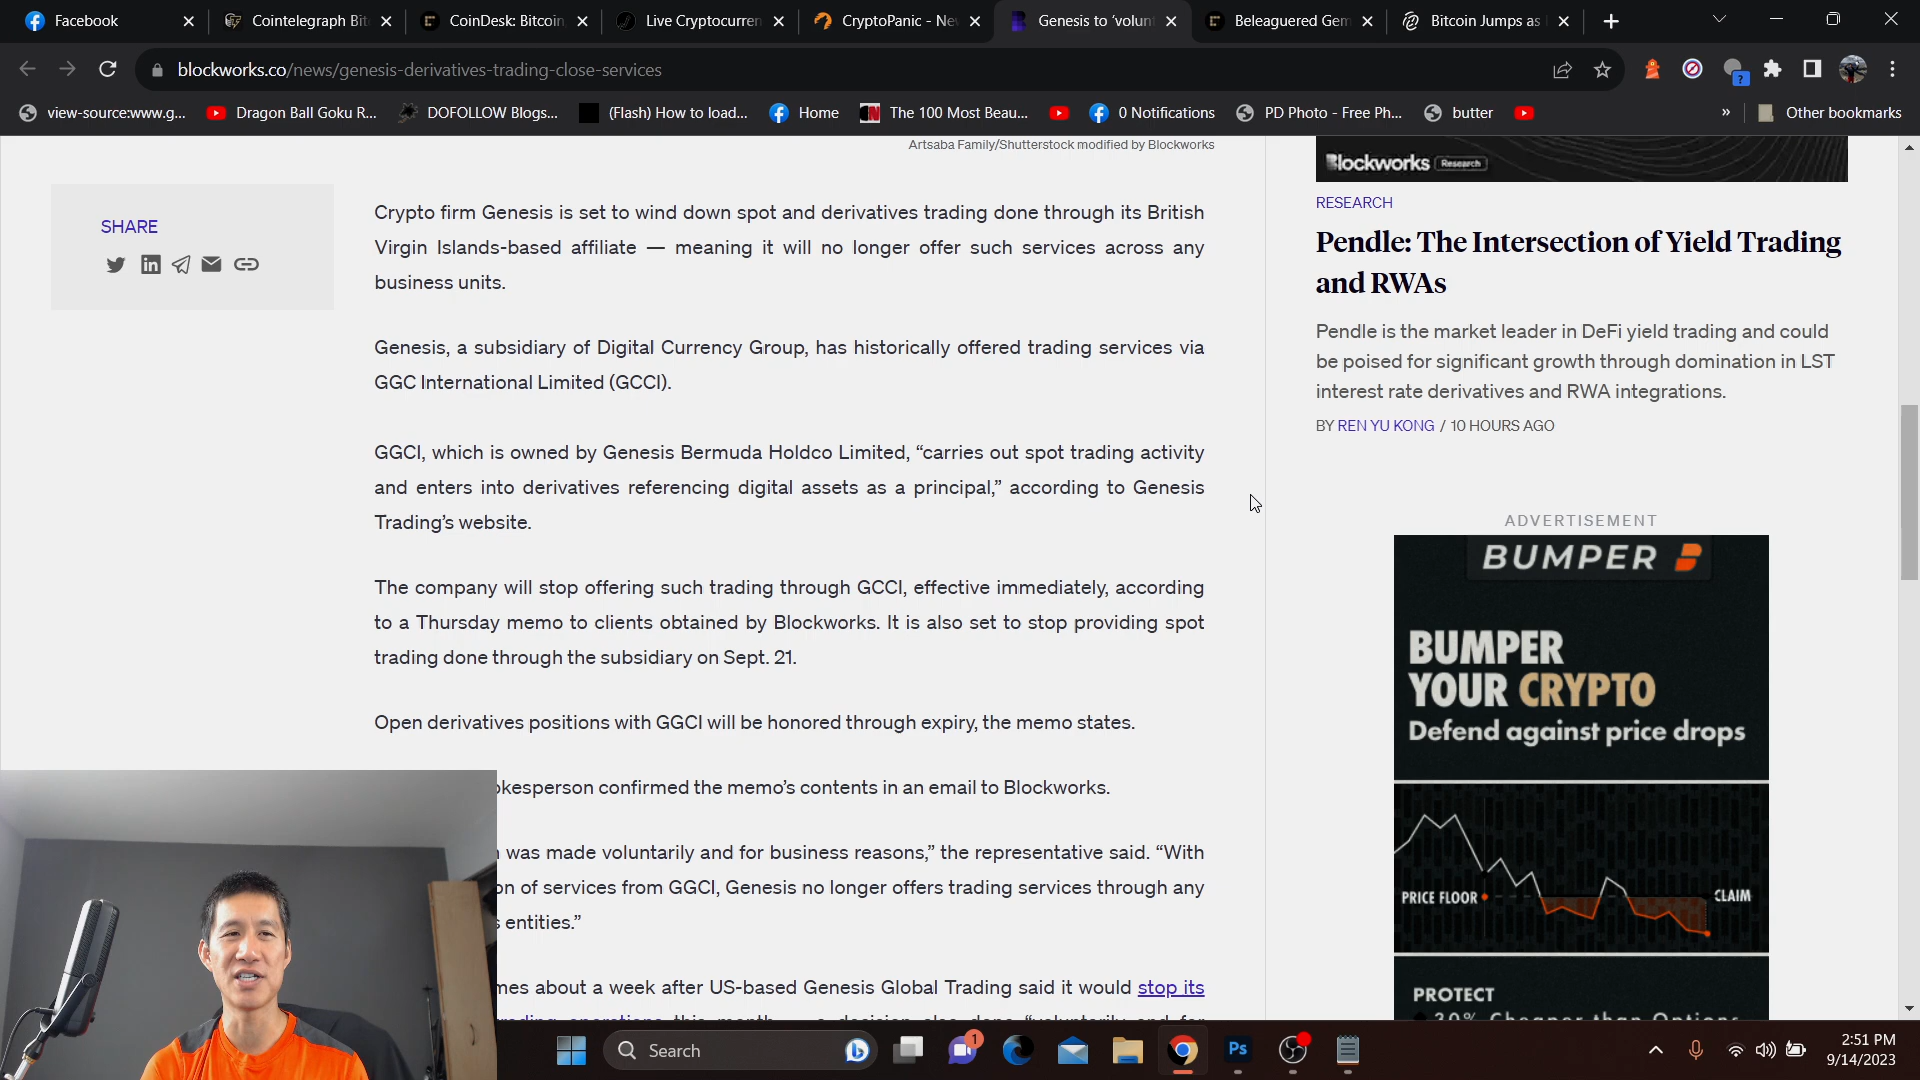 Facebook
Cointelegraph Bit
CoinDesk: Bitcoin,
Live Cryptocurren
CryptoPanic - Ne
Genesis to ‘volunt
Beleaguered Gem
Bitcoin Jumps as
blockworks.co/news/genesis-derivatives-trading-close-services
view-source:www.g...
Dragon Ball Goku R...
DOFOLLOW Blogs...
(Flash) How to load...
Home
The 100 Most Beau...
0 Notifications
PD Photo - Free Ph...
butter
»
Other bookmarks
Artsaba Family/Shutterstock modified by Blockworks
SHARE
Crypto firm Genesis is set to wind down spot and derivatives trading done through its British
Virgin Islands-based affiliate — meaning it will no longer offer such services across any
business units.
Genesis, a subsidiary of Digital Currency Group, has historically offered trading services via
GGC International Limited (GCCI).
GGCI, which is owned by Genesis Bermuda Holdco Limited, “carries out spot trading activity
and enters into derivatives referencing digital assets as a principal,” according to Genesis
Trading’s website.
The company will stop offering such trading through GCCI, effective immediately, according
to a Thursday memo to clients obtained by Blockworks. It is also set to stop providing spot
trading done through the subsidiary on Sept. 21.
Open derivatives positions with GGCI will be honored through expiry, the memo states.
okesperson confirmed the memo’s contents in an email to Blockworks.
was made voluntarily and for business reasons,” the representative said. “With
on of services from GGCI, Genesis no longer offers trading services through any
s entities.”
mes about a week after US-based Genesis Global Trading said it would stop its
Blockworks Research
RESEARCH
Pendle: The Intersection of Yield Trading
and RWAs
Pendle is the market leader in DeFi yield trading and could
be poised for significant growth through domination in LST
interest rate derivatives and RWA integrations.
BY REN YU KONG / 10 HOURS AGO
ADVERTISEMENT
BUMPER
BUMPER
YOUR CRYPTO
Defend against price drops
PRICE FLOOR
CLAIM
PROTECT
Search
1
Ps
2:51 PM
9/14/2023